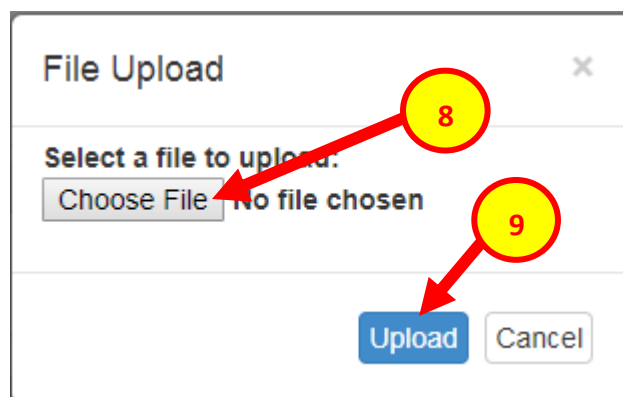 File Upload ×
8
Select a file to upload:
Choose File No file chosen
9
Upload Cancel